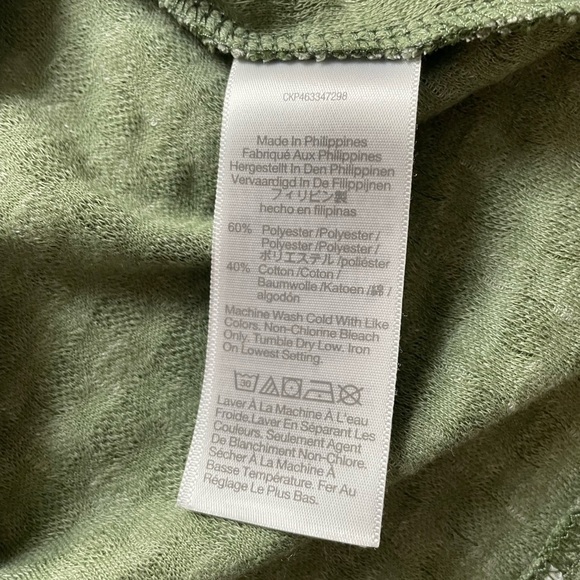 CKP463347298
Made In Philippines
Fabriqué Aux Philippines
Hergestellt In Den Philippinen
Vervaardigd In De Filippijnen
フィリピン製
hecho en filipinas
60% Polyester /Polyester /
Polyester /Polyester /
ポリエステル /poliéster
40% Cotton /Coton /
Baumwolle /Katoen /綿 /
algodón
Machine Wash Cold With Like
Colors. Non-Chlorine Bleach
Only. Tumble Dry Low. Iron
On Lowest Setting.
30
Laver À La Machine À L'eau
Froide,Laver En Séparant Les
Couleurs. Seulement Agent
De Blanchiment Non-Chlore.
Sécher À La Machine À
Basse Température. Fer Au
Réglage Le Plus Bas.